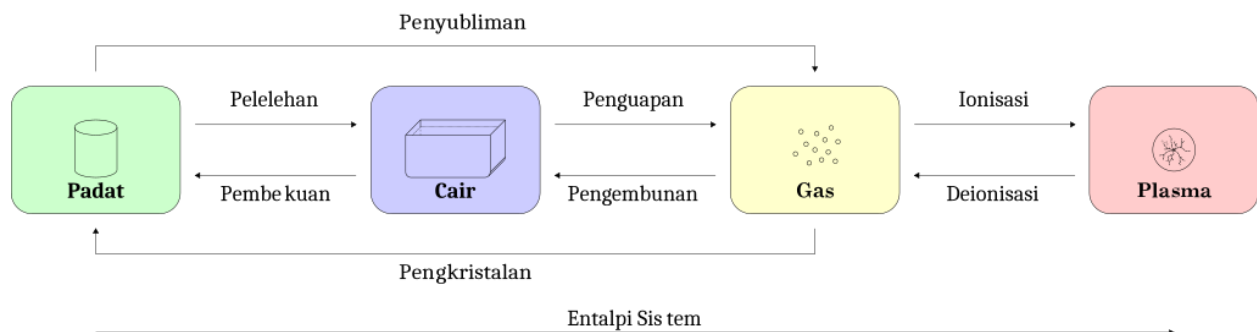 Penyubliman
Pelelehan
Penguapan
Ionisasi
Padat
Cair
Gas
Plasma
Pembe kuan
Pengembunan
Deionisasi
Pengkristalan
Entalpi Sis tem